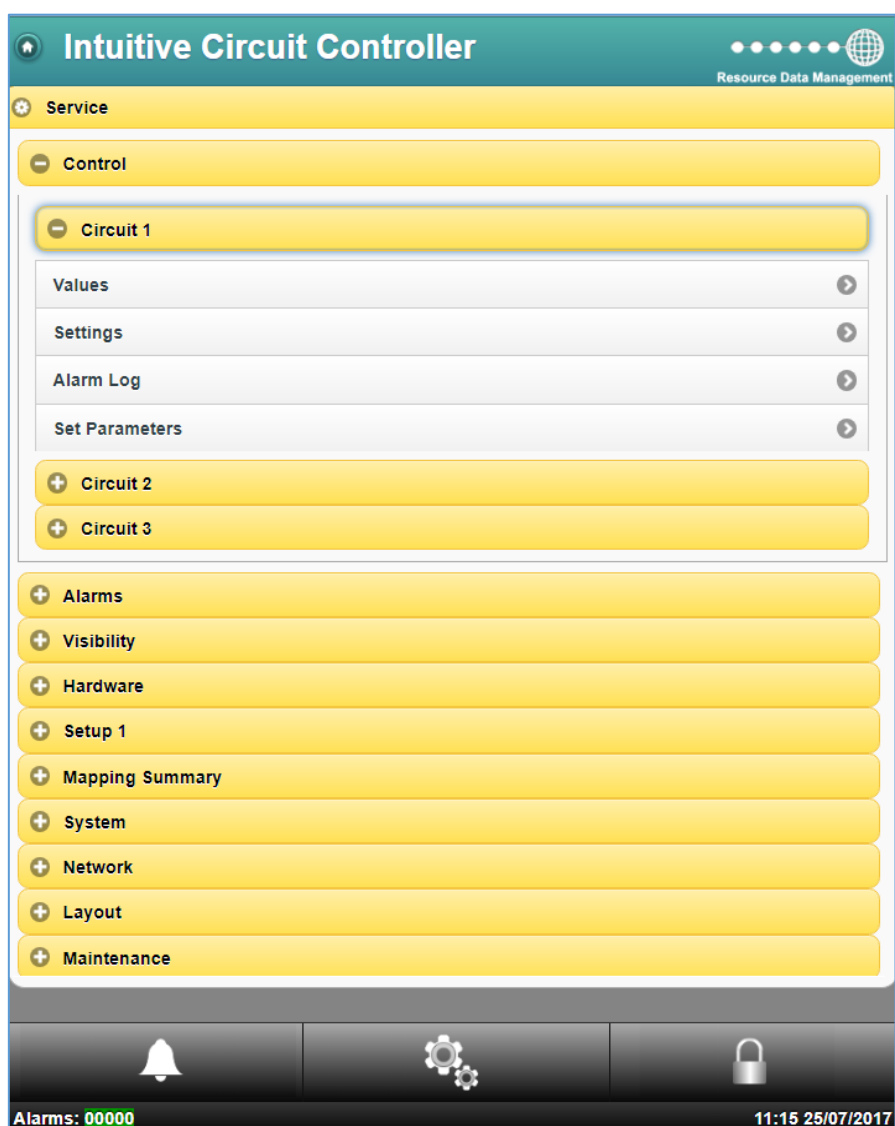 Intuitive Circuit Controller
Resource Data Management
Service
Control
Circuit 1
Values
Settings
Alarm Log
Set Parameters
Circuit 2
Circuit 3
Alarms
Visibility
Hardware
Setup 1
Mapping Summary
System
Network
Layout
Maintenance
Alarms: 00000 11:15 25/07/2017